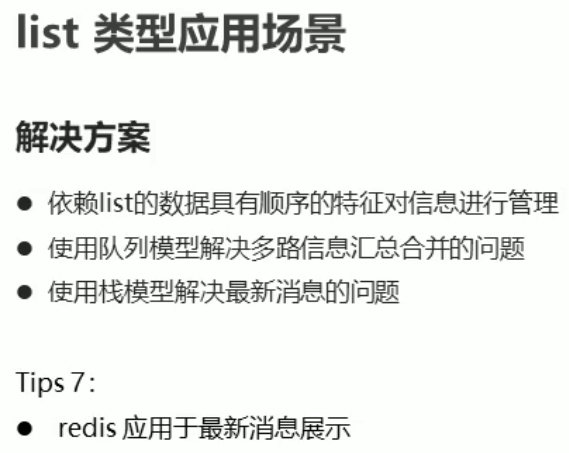 list 类型应用场景
解决方案
● 依赖list的数据具有顺序的特征对信息进行管理
● 使用队列模型解决多路信息汇总合并的问题
● 使用栈模型解决最新消息的问题
Tips 7：
● redis 应用于最新消息展示